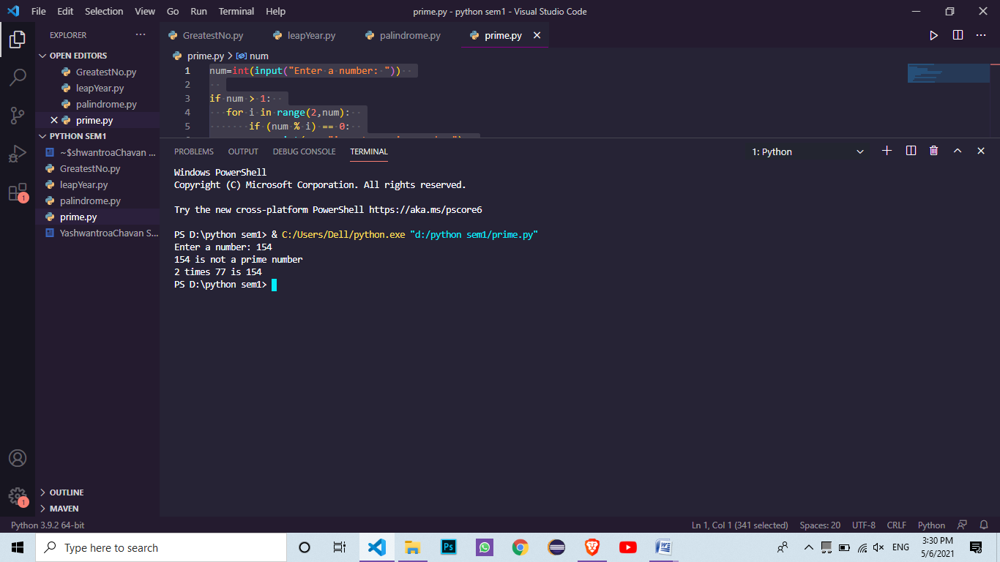 File Edit Selection View Go Run Terminal Help
prime.py - python sem1 - Visual Studio Code
EXPLORER
OPEN EDITORS
GreatestNo.py
leapYear.py
palindrome.py
prime.py
PYTHON SEM1
~$shwantroaChavan ...
GreatestNo.py
leapYear.py
palindrome.py
prime.py
YashwantroaChavan S...
OUTLINE
MAVEN
1
1
GreatestNo.py leapYear.py palindrome.py prime.py
prime.py > num
1 num=int(input("Enter a number: "))
2
3 if num > 1:
4 for i in range(2,num):
5 if (num % i) == 0:
PROBLEMS OUTPUT DEBUG CONSOLE TERMINAL
1: Python
Windows PowerShell
Copyright (C) Microsoft Corporation. All rights reserved.
Try the new cross-platform PowerShell https://aka.ms/pscore6
PS D:\python sem1> & C:/Users/Dell/python.exe "d:/python sem1/prime.py"
Enter a number: 154
154 is not a prime number
2 times 77 is 154
PS D:\python sem1>
Python 3.9.2 64-bit
Ln 1, Col 1 (341 selected) Spaces: 20 UTF-8 CRLF Python
Type here to search
Ps
ENG
3:30 PM
5/6/2021